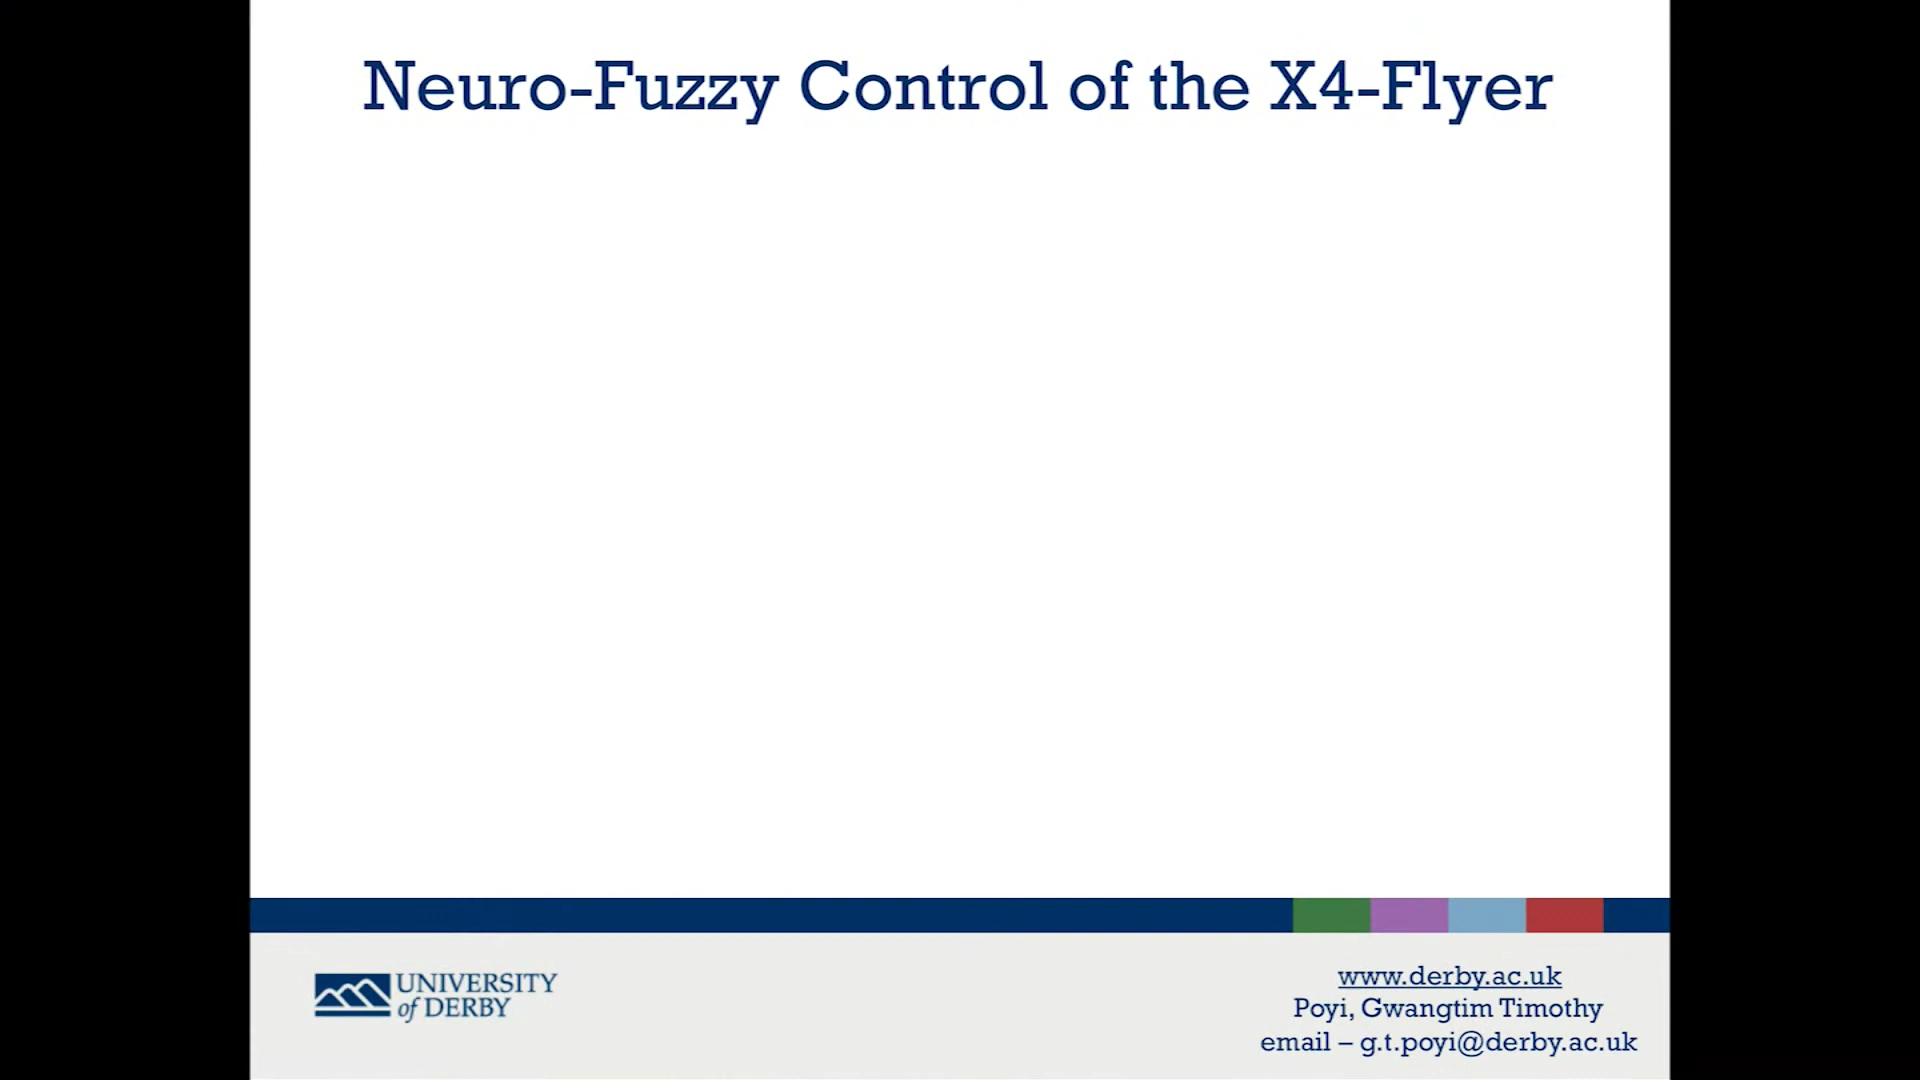 Neuro-Fuzzy Control of the X4-Flyer
UNIVERSITY
of DERBY
www.derby.ac.uk
Poyi, Gwangtim Timothy
email – g.t.poyi@derby.ac.uk